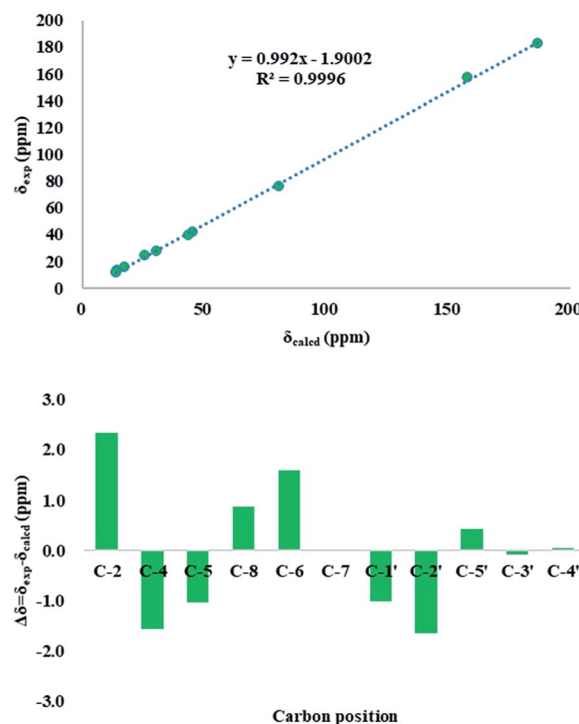 200
180
160
140
120
100
80
60
40
20
0
δexp (ppm)
y = 0.992x - 1.9002
R² = 0.9996
0 50 100 150 200
δcalcd (ppm)
3.0
2.0
1.0
0.0
-1.0
-2.0
-3.0
Δδ=δexp-δcalcd (ppm)
C-2 C-4 C-5 C-8 C-6 C-7 C-1' C-2' C-5' C-3' C-4'
Carbon position